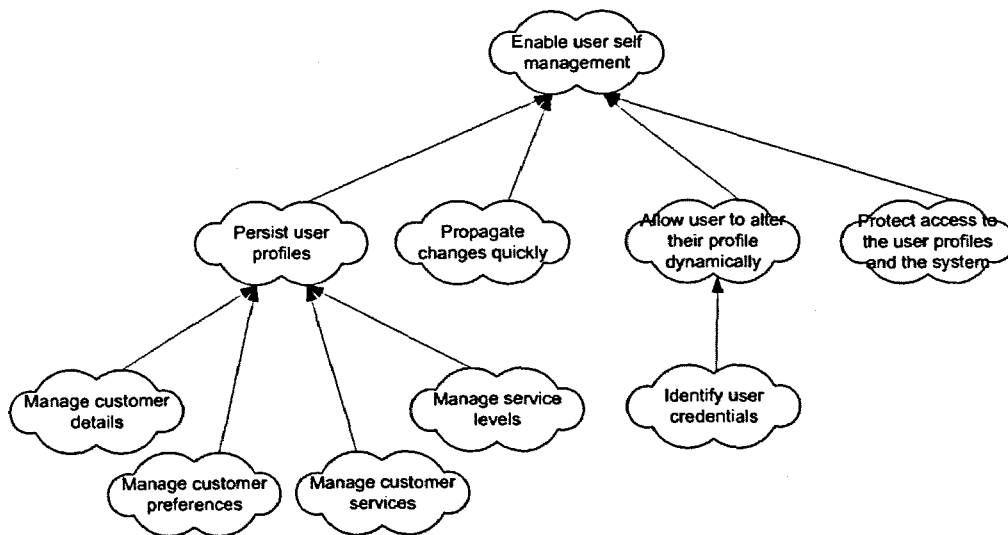 Enable user self
management
Persist user
profiles
Propagate
changes quickly
Allow user to alter
their profile
dynamically
Protect access to
the user profiles
and the system
Manage customer
details
Manage service
levels
Identify user
credentials
Manage customer
preferences
Manage customer
services